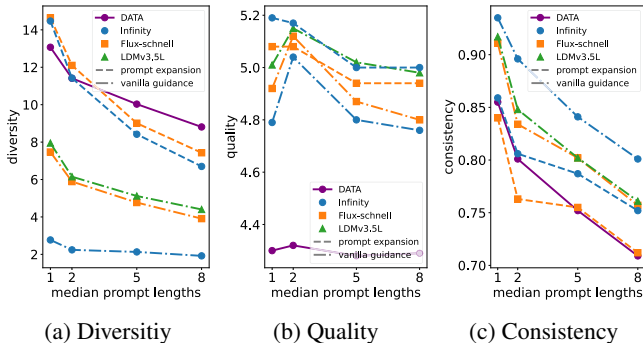 DATA
Infinity
Flux-schnell
LDMv3,5L
prompt expansion
vanilla guidance
14
12
10
8
6
4
2
diversity
1 2 5 8
median prompt lengths
(a) Diversitiy
5.2
5.0
4.8
4.6
4.4
quality
DATA
Infinity
Flux-schnell
LDMv3.5L
prompt expansion
vanilla guidance
1 2 5 8
median prompt lengths
(b) Quality
DATA
Infinity
Flux-schnell
LDMv3.5L
prompt expansion
vanilla guidance
0.90
0.85
0.80
0.75
0.70
consistency
1 2 5 8
median prompt lengths
(c) Consistency